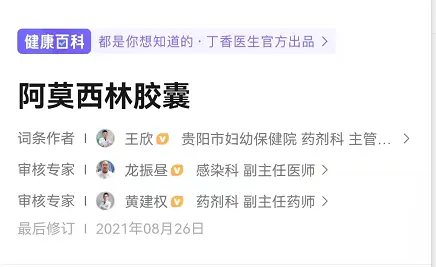 健康百科 都是你想知道的·丁香医生官方出品 >
阿莫西林胶囊
词条作者 王欣 贵阳市妇幼保健院 药剂科 主管... >
审核专家 龙振昼 感染科 副主任医师 >
审核专家 黄建权 药剂科 副主任药师 >
最后修订 2021年08月26日